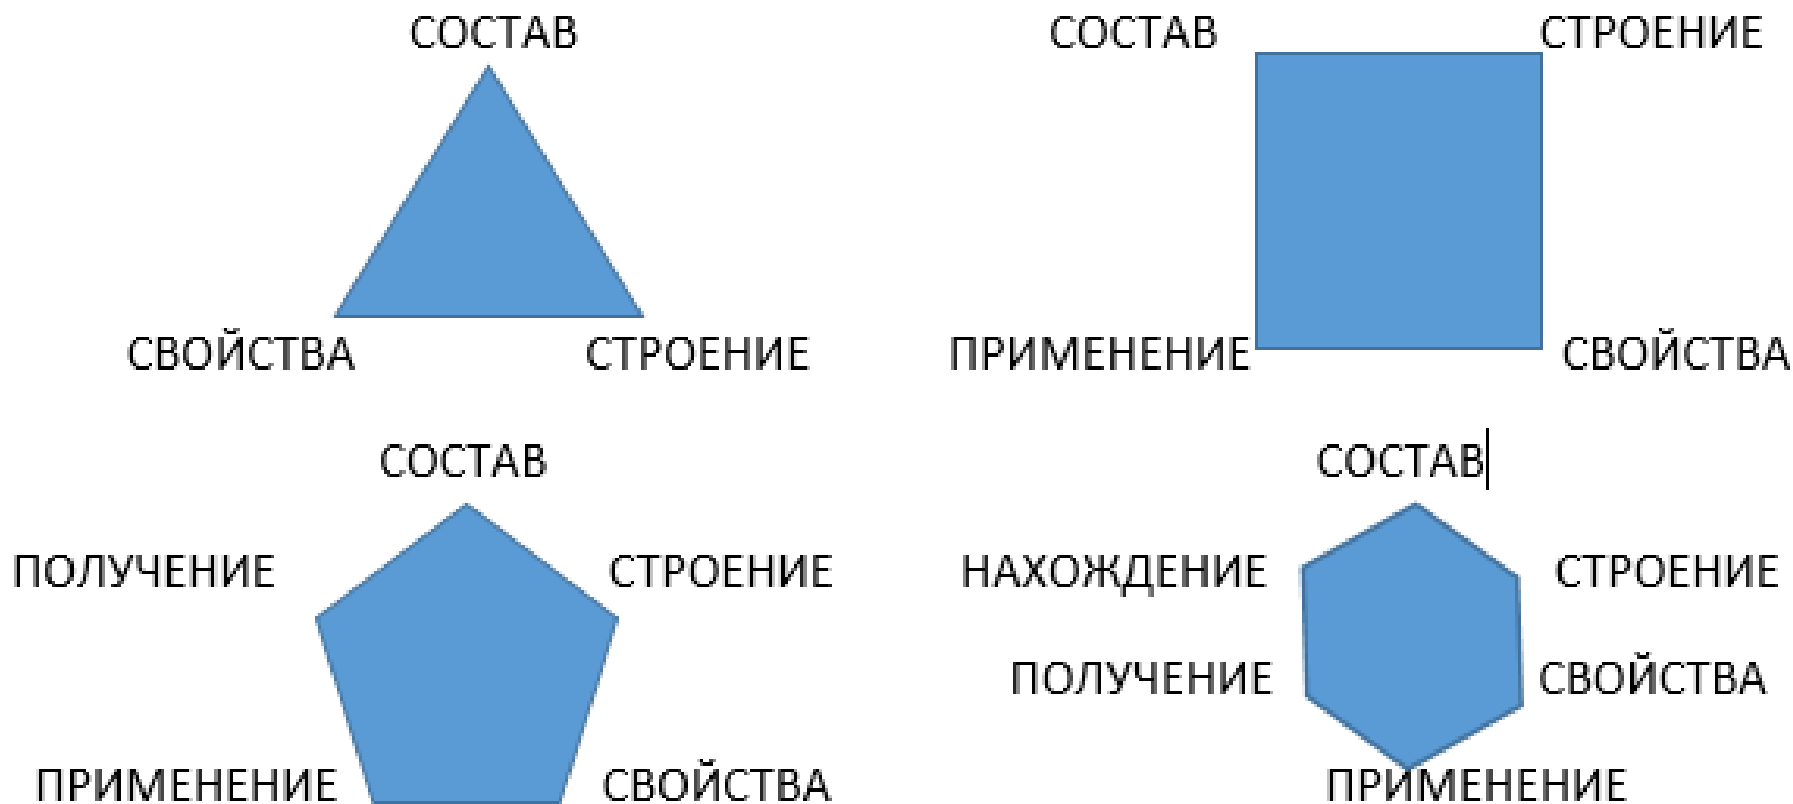 СОСТАВ
СВОЙСТВА СТРОЕНИЕ
СОСТАВ СТРОЕНИЕ
ПРИМЕНЕНИЕ СВОЙСТВА
СОСТАВ
ПОЛУЧЕНИЕ СТРОЕНИЕ
ПРИМЕНЕНИЕ СВОЙСТВА
СОСТАВ
НАХОЖДЕНИЕ СТРОЕНИЕ
ПОЛУЧЕНИЕ СВОЙСТВА
ПРИМЕНЕНИЕ